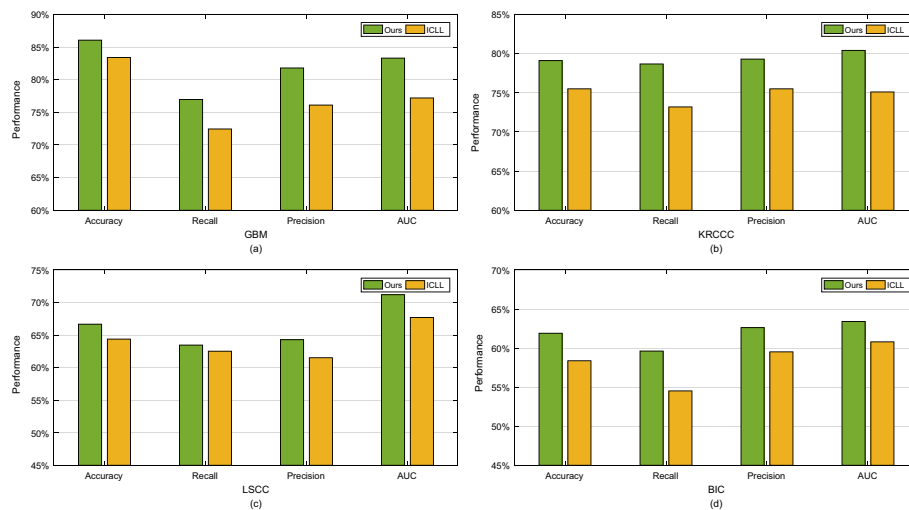 90%
85%
80%
75%
70%
65%
60%
Performance
Ours ICLL
Accuracy Recall Precision AUC
GBM
(a)
85%
80%
75%
70%
65%
60%
Performance
Ours ICLL
Accuracy Recall Precision AUC
KRCCC
(b)
75%
70%
65%
60%
55%
50%
45%
Performance
Ours ICLL
Accuracy Recall Precision AUC
LSCC
(c)
70%
65%
60%
55%
50%
45%
Performance
Ours ICLL
Accuracy Recall Precision AUC
BIC
(d)